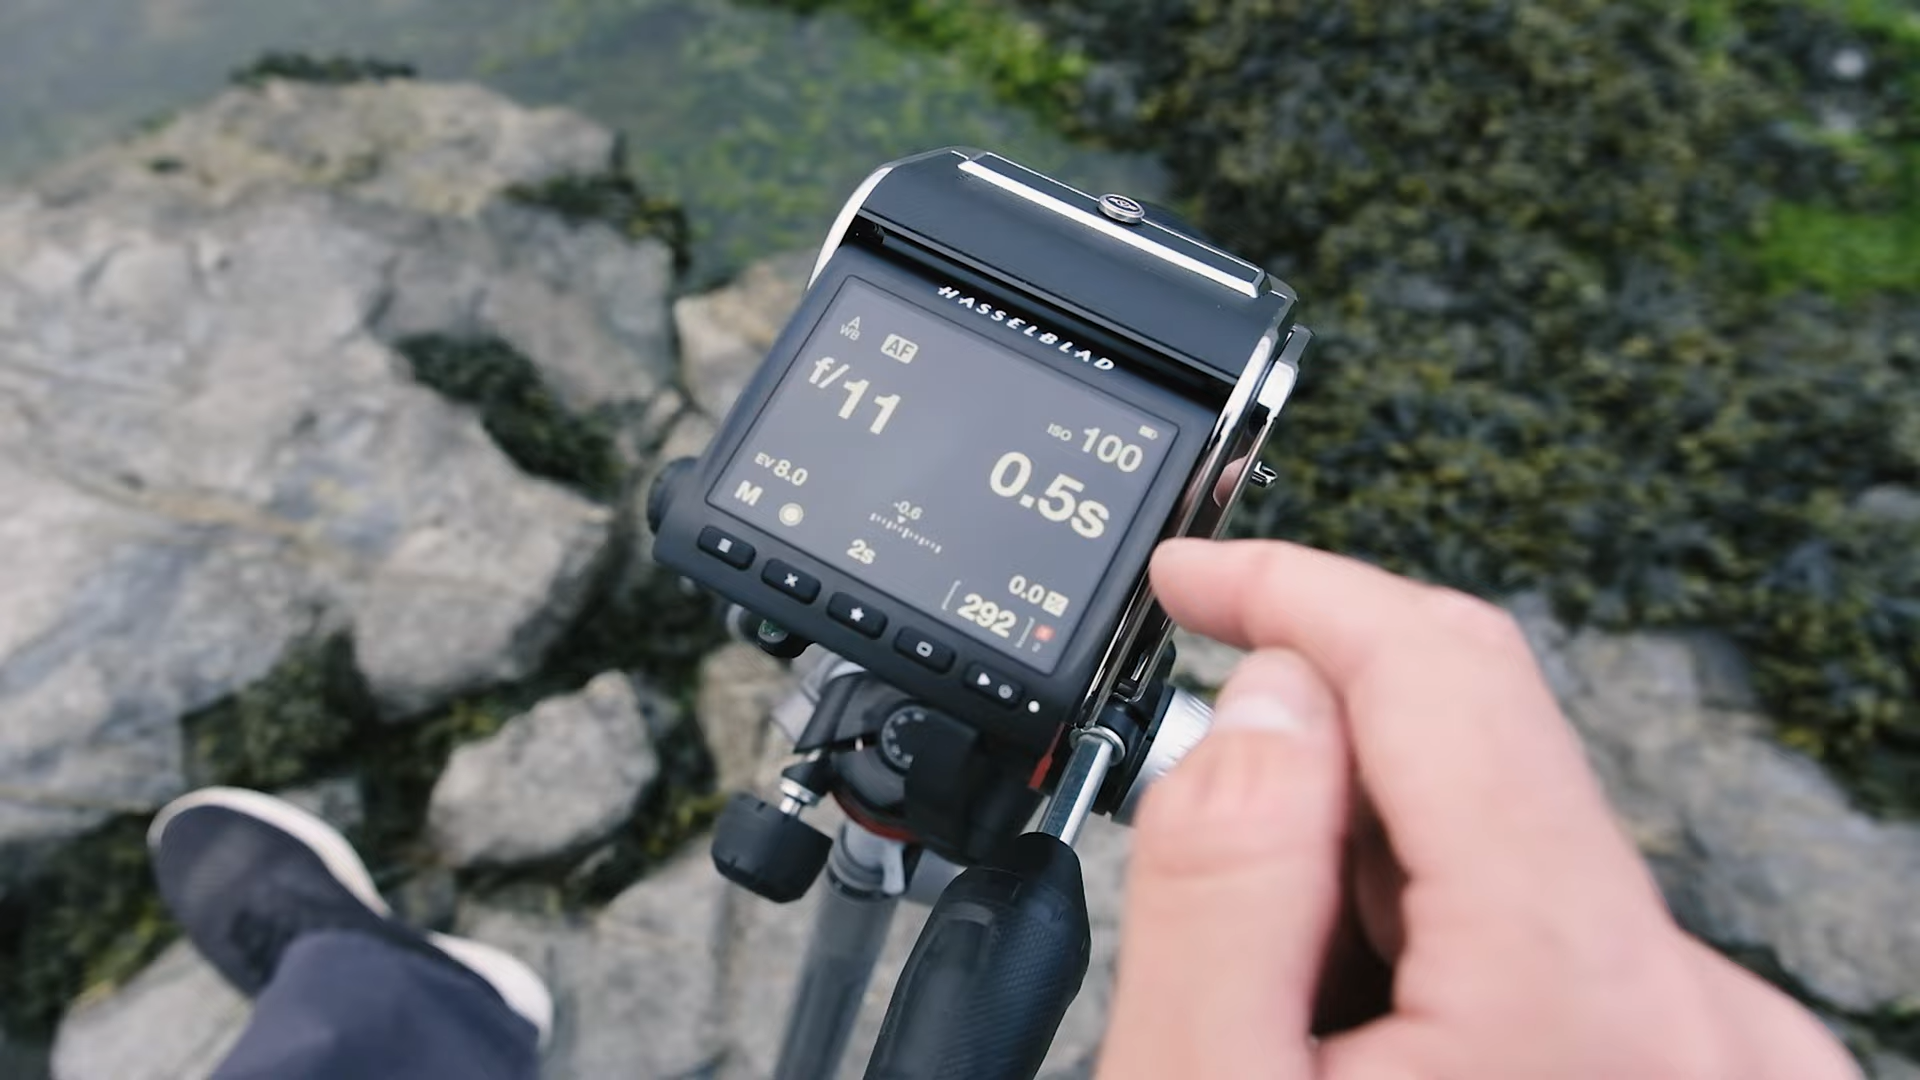 HASSELBLAD
A
WB
AF
f/11
ISO 100
0.5s
EV 8.0
M
-0.6
2s
0.0
[ 292 ]